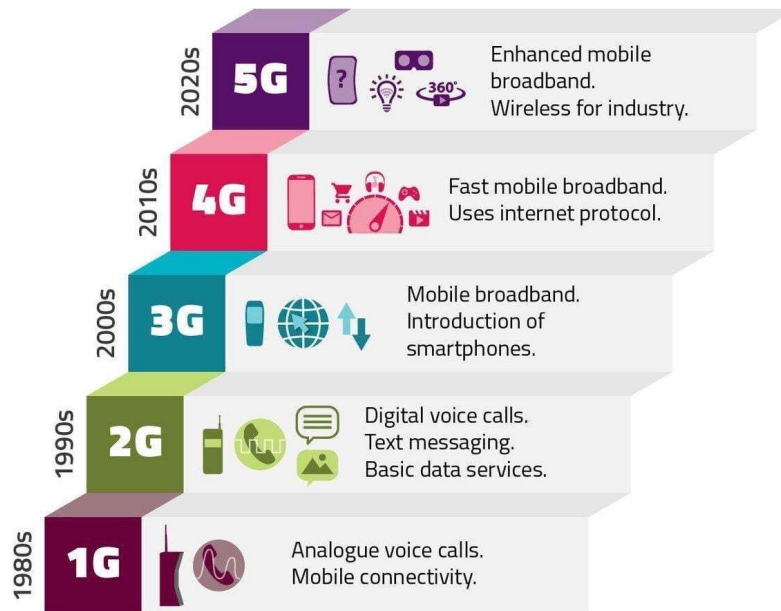 2020s
5G
?
360°
Enhanced mobile
broadband.
Wireless for industry.
2010s
4G
Fast mobile broadband.
Uses internet protocol.
2000s
3G
Mobile broadband.
Introduction of
smartphones.
1990s
2G
Digital voice calls.
Text messaging.
Basic data services.
1980s
1G
Analogue voice calls.
Mobile connectivity.